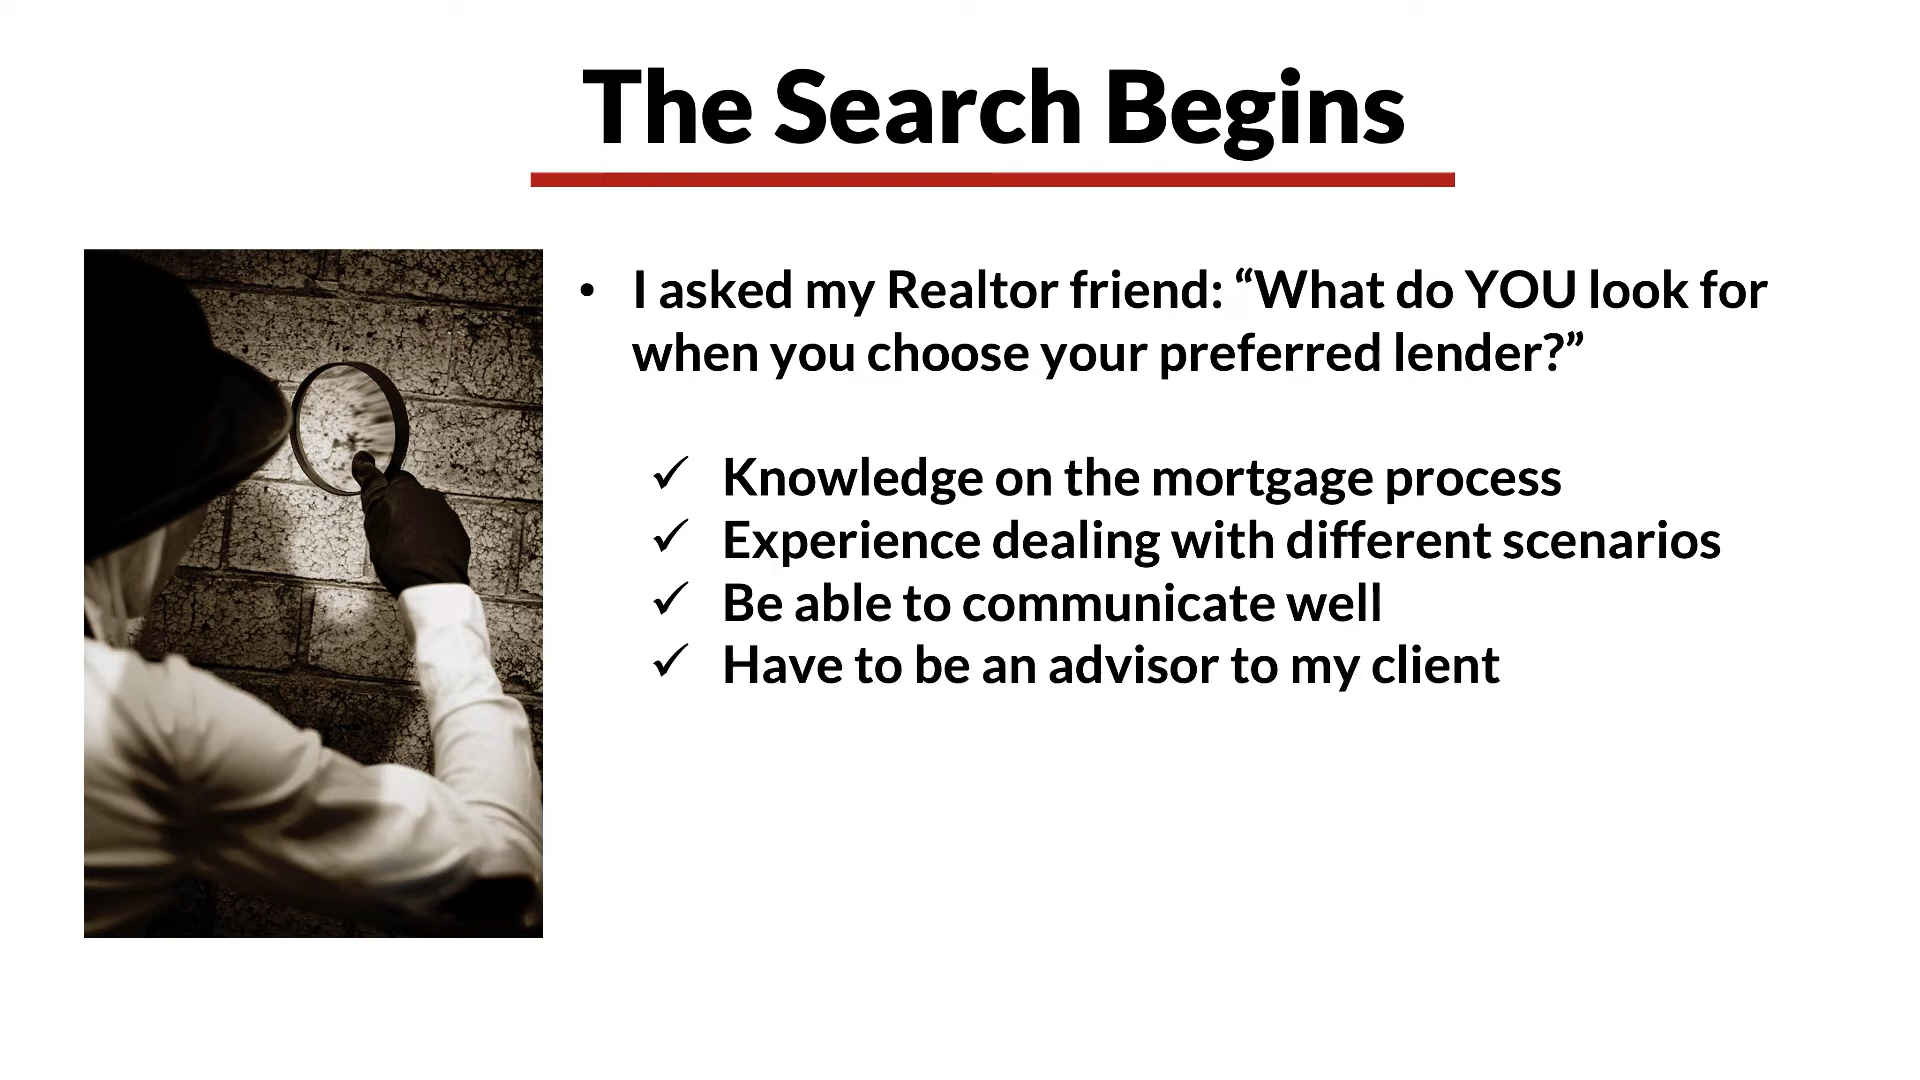 The Search Begins
• I asked my Realtor friend: “What do YOU look for
when you choose your preferred lender?”
✓ Knowledge on the mortgage process
✓ Experience dealing with different scenarios
✓ Be able to communicate well
✓ Have to be an advisor to my client